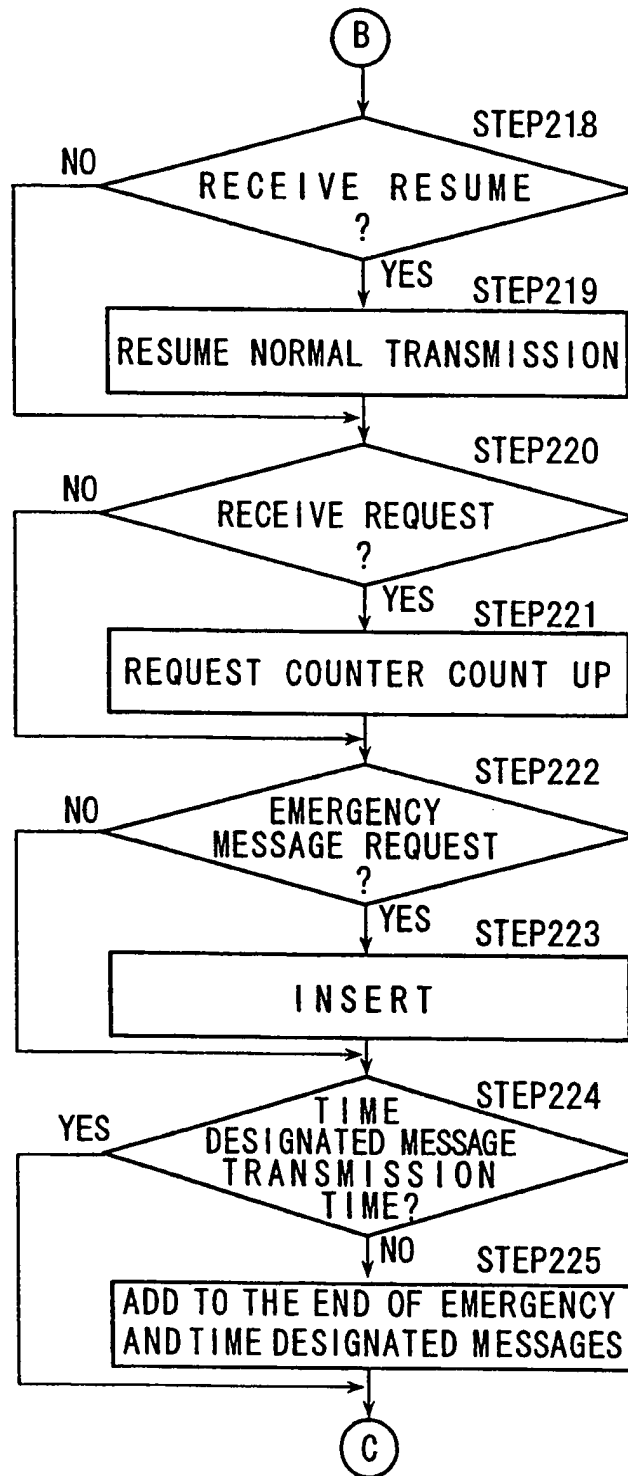 B
STEP218
NO
RECEIVE RESUME
?
YES
STEP219
RESUME NORMAL TRANSMISSION
STEP220
NO
RECEIVE REQUEST
?
YES
STEP221
REQUEST COUNTER COUNT UP
STEP222
NO
EMERGENCY
MESSAGE REQUEST
?
YES
STEP223
INSERT
STEP224
YES
TIME
DESIGNATED MESSAGE
TRANSMISSION
TIME?
NO
STEP225
ADD TO THE END OF EMERGENCY
AND TIME DESIGNATED MESSAGES
C